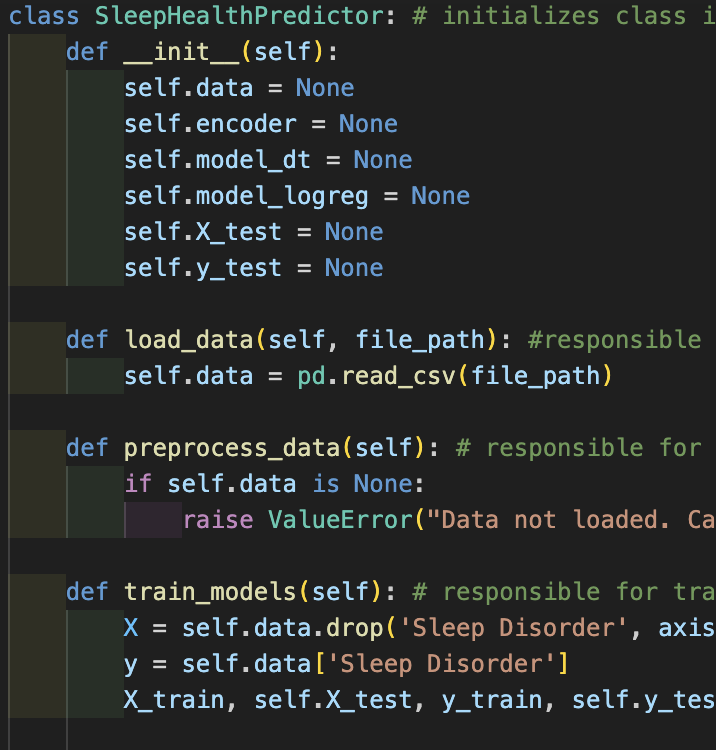 class SleepHealthPredictor: # initializes class i
    def __init__(self):
        self.data = None
        self.encoder = None
        self.model_dt = None
        self.model_logreg = None
        self.X_test = None
        self.y_test = None

    def load_data(self, file_path): #responsible
        self.data = pd.read_csv(file_path)

    def preprocess_data(self): # responsible for
        if self.data is None:
            raise ValueError("Data not loaded. Ca

    def train_models(self): # responsible for tra
        X = self.data.drop('Sleep Disorder', axis
        y = self.data['Sleep Disorder']
        X_train, self.X_test, y_train, self.y_tes